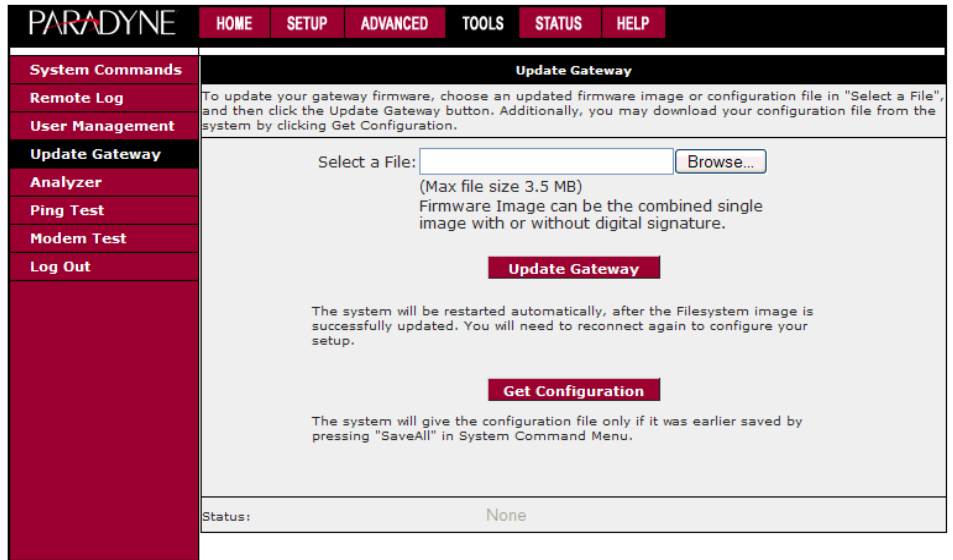 PARADYNE
HOME SETUP ADVANCED TOOLS STATUS HELP
System Commands
Remote Log
User Management
Update Gateway
Analyzer
Ping Test
Modem Test
Log Out
Update Gateway
To update your gateway firmware, choose an updated firmware image or configuration file in "Select a File",
and then click the Update Gateway button. Additionally, you may download your configuration file from the
system by clicking Get Configuration.
Select a File: Browse...
(Max file size 3.5 MB)
Firmware Image can be the combined single
image with or without digital signature.
Update Gateway
The system will be restarted automatically, after the Filesystem image is
successfully updated. You will need to reconnect again to configure your
setup.
Get Configuration
The system will give the configuration file only if it was earlier saved by
pressing "SaveAll" in System Command Menu.
Status: None